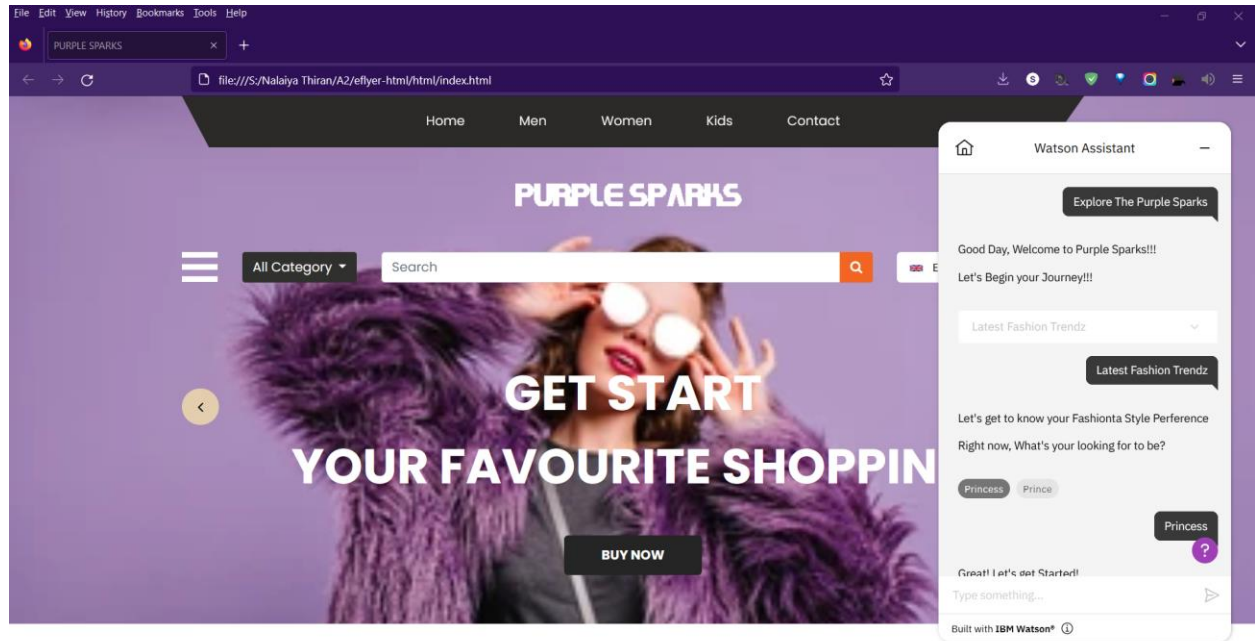 File Edit View History Bookmarks Tools Help
PURPLE SPARKS
file:///S:/Nalaiya Thiran/A2/eflyer-html/html/index.html
Home Men Women Kids Contact
PURPLE SPARKS
All Category
Search
E
GET START
YOUR FAVOURITE SHOPPIN
BUY NOW
Watson Assistant
Explore The Purple Sparks
Good Day, Welcome to Purple Sparks!!!
Let's Begin your Journey!!!
Latest Fashion Trendz
Latest Fashion Trendz
Let's get to know your Fashionta Style Perference
Right now, What's your looking for to be?
Princess Prince
Princess
?
Great! Let's get Started!
Type something...
Built with IBM Watson®